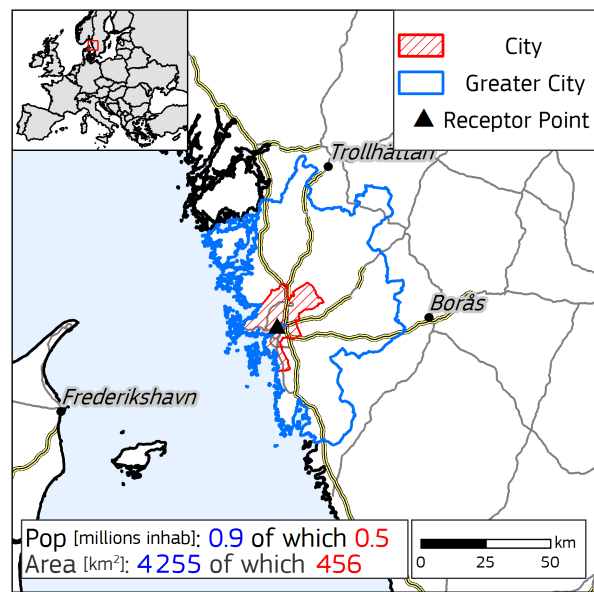 City
Greater City
Receptor Point
Trollhättan
Borås
Frederikshavn
Pop [millions inhab]: 0.9 of which 0.5
Area [km²]: 4255 of which 456
km
0 25 50